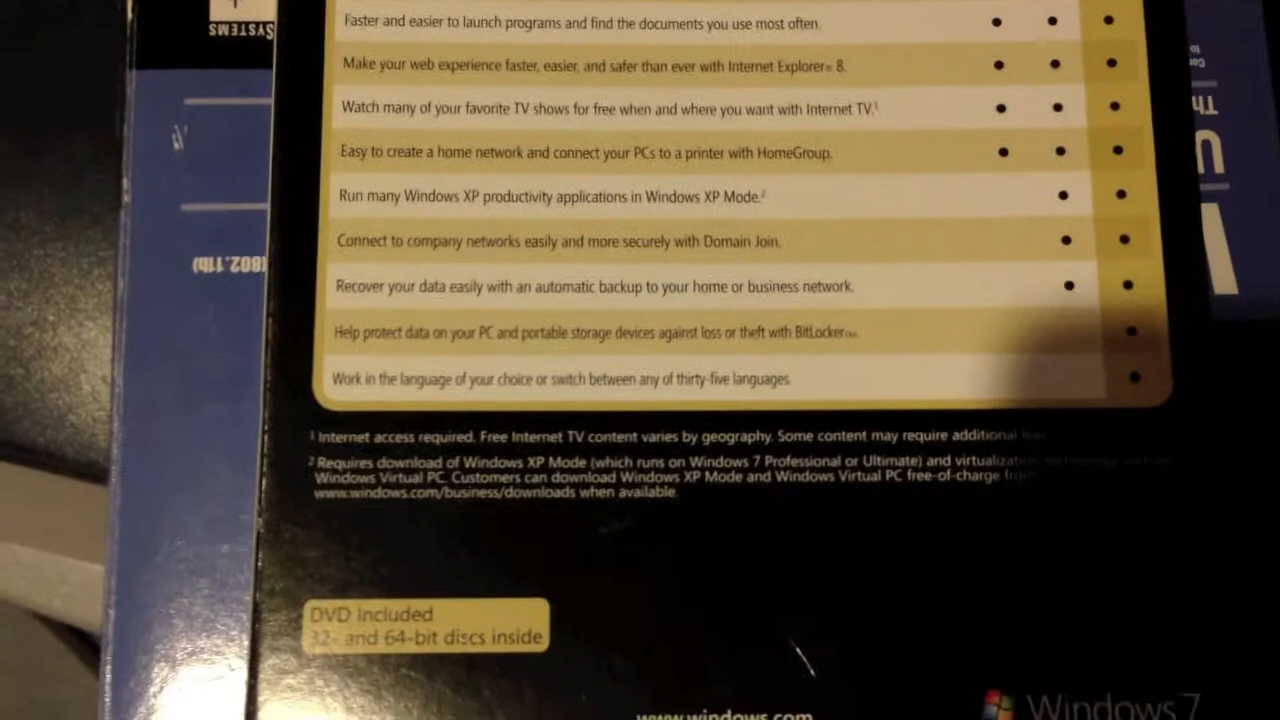 SYSTEMS
Faster and easier to launch programs and find the documents you use most often.
Make your web experience faster, easier, and safer than ever with Internet Explorer® 8.
Watch many of your favorite TV shows for free when and where you want with Internet TV.¹
Easy to create a home network and connect your PCs to a printer with HomeGroup.
Run many Windows XP productivity applications in Windows XP Mode.²
Connect to company networks easily and more securely with Domain Join.
Recover your data easily with an automatic backup to your home or business network.
Help protect data on your PC and portable storage devices against loss or theft with BitLocker™.
Work in the language of your choice or switch between any of thirty-five languages.
(802.11b)
¹ Internet access required. Free Internet TV content varies by geography. Some content may require additional
² Requires download of Windows XP Mode (which runs on Windows 7 Professional or Ultimate) and virtualization
Windows Virtual PC. Customers can download Windows XP Mode and Windows Virtual PC free-of-charge from
www.windows.com/business/downloads when available.
DVD Included
32- and 64-bit discs inside
www.windows.com
Windows 7